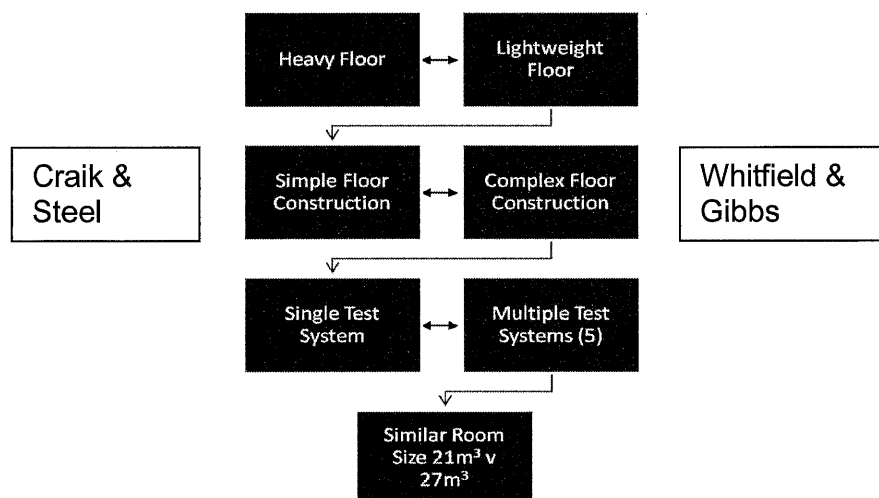 Heavy Floor
Lightweight
Floor
Craik &
Steel
Simple Floor
Construction
Complex Floor
Construction
Whitfield &
Gibbs
Single Test
System
Multiple Test
Systems (5)
Similar Room
Size 21m³ v
27m³